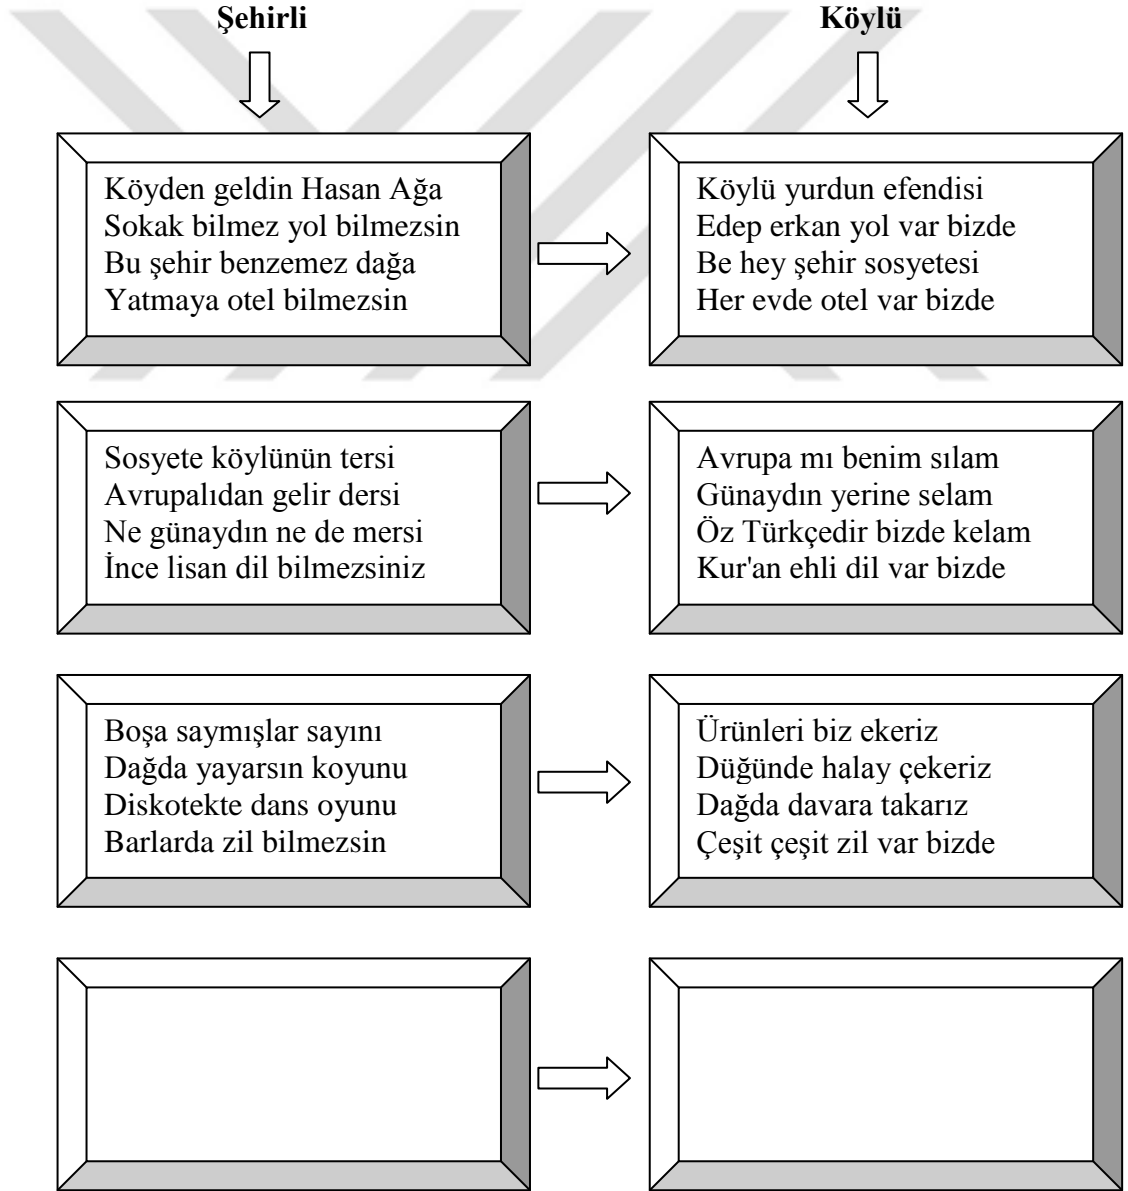 Şehirli
Köylü
Köyden geldin Hasan Ağa
Sokak bilmez yol bilmezsin
Bu şehir benzemez dağa
Yatmaya otel bilmezsin
Köylü yurdun efendisi
Edep erkan yol var bizde
Be hey şehir sosyetesi
Her evde otel var bizde
Sosyete köylünün tersi
Avrupalıdan gelir dersi
Ne günaydın ne de mersi
İnce lisan dil bilmezsiniz
Avrupa mı benim sılam
Günaydın yerine selam
Öz Türkçedir bizde kelam
Kur'an ehli dil var bizde
Boşa saymışlar sayını
Dağda yayarsın koyunu
Diskotekte dans oyunu
Barlarda zil bilmezsin
Ürünleri biz ekeriz
Düğünde halay çekeriz
Dağda davara takarız
Çeşit çeşit zil var bizde